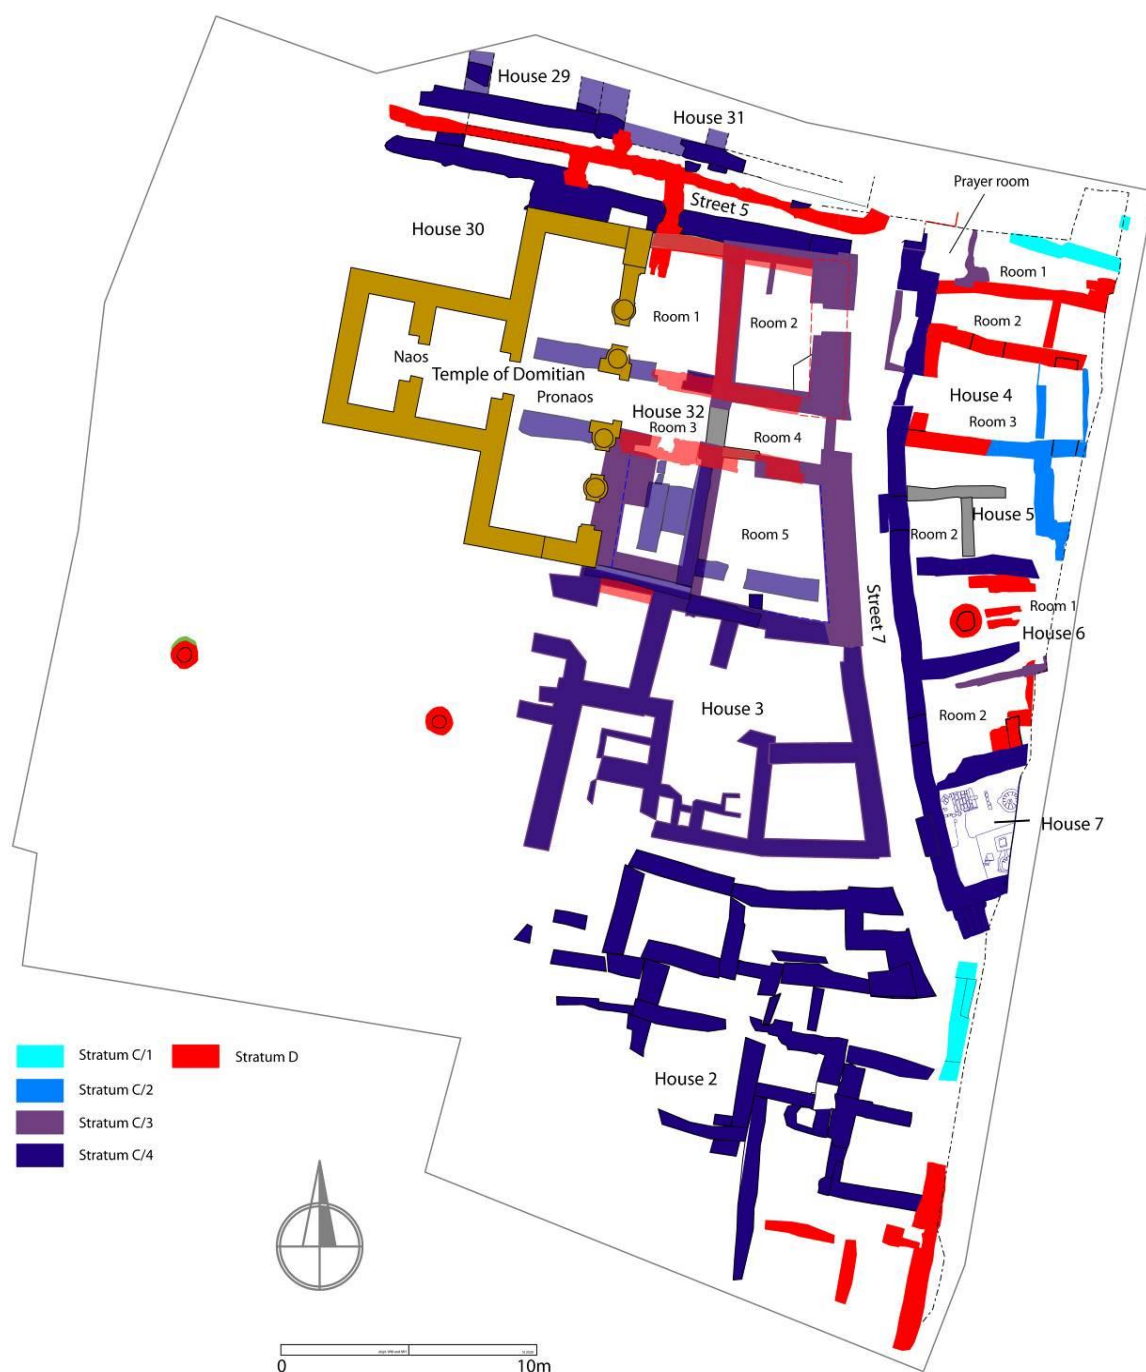 House 29
House 31
Prayer room
Street 5
House 30
Room 1
Room 1
Room 2
Room 2
Naos
Temple of Domitian
Pronaos
House 4
House 32
Room 3
Room 3
Room 4
House 5
Room 2
Room 5
Street 7
Room 1
House 6
House 3
Room 2
House 7
Stratum C/1
Stratum D
Stratum C/2
House 2
Stratum C/3
Stratum C/4
0
10m